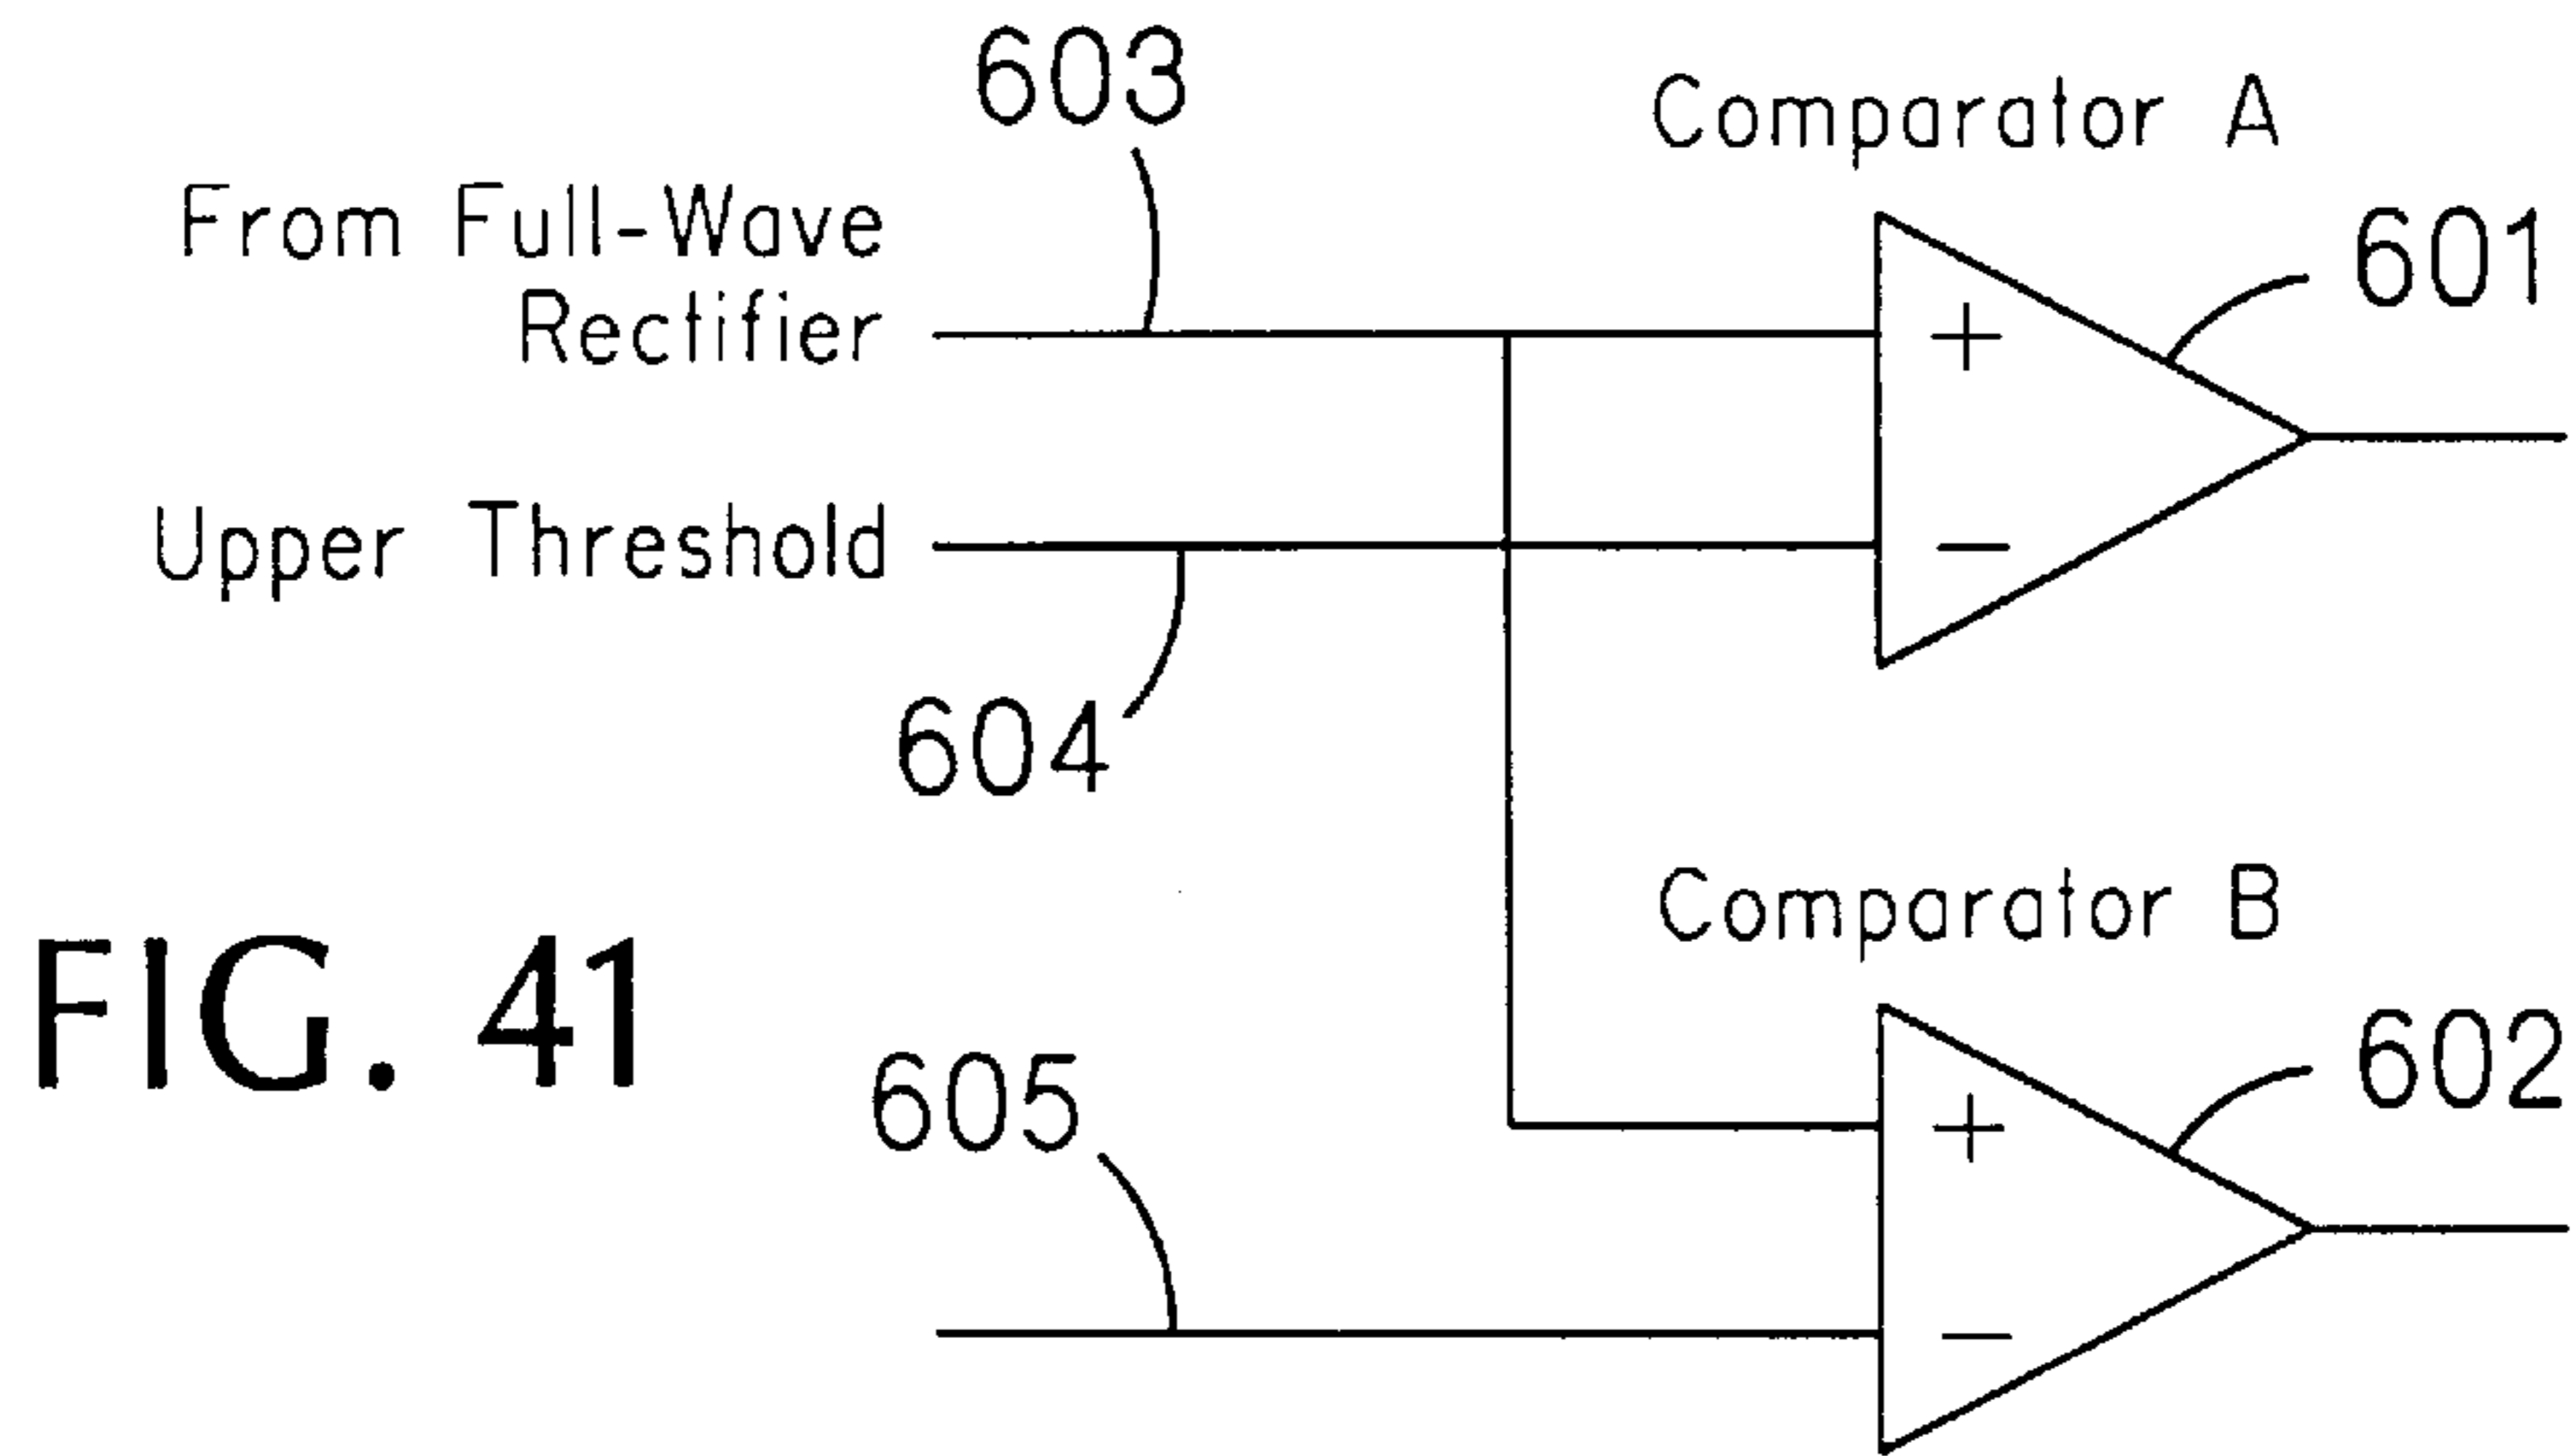 603
Comparator A
From Full-Wave
Rectifier
601
+
Upper Threshold
−
604
Comparator B
FIG. 41
605
602
+
−